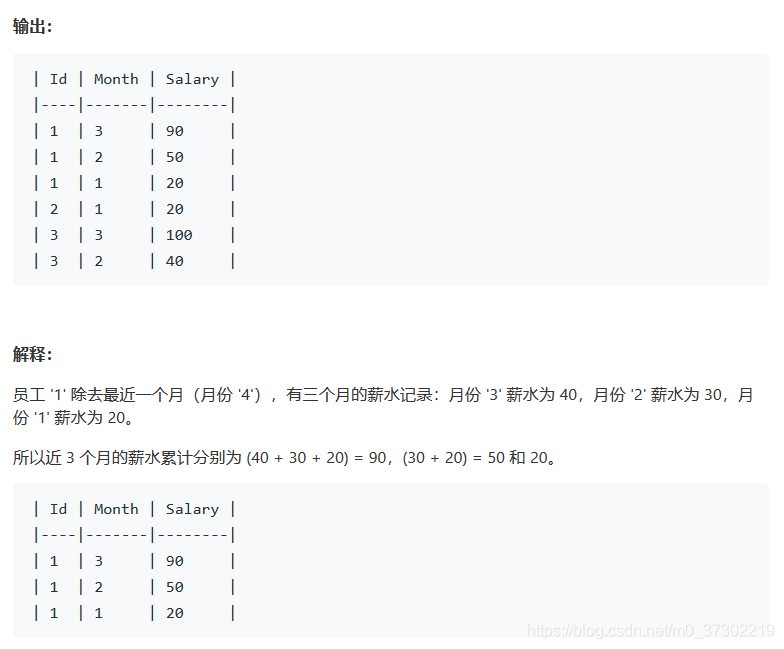 输出：
| Id | Month | Salary |
|----|-------|--------|
| 1  | 3     | 90     |
| 1  | 2     | 50     |
| 1  | 1     | 20     |
| 2  | 1     | 20     |
| 3  | 3     | 100    |
| 3  | 2     | 40     |
解释：
员工 '1' 除去最近一个月（月份 '4'），有三个月的薪水记录：月份 '3' 薪水为 40，月份 '2' 薪水为 30，月
份 '1' 薪水为 20。
所以近 3 个月的薪水累计分别为 (40 + 30 + 20) = 90，(30 + 20) = 50 和 20。
| Id | Month | Salary |
|----|-------|--------|
| 1  | 3     | 90     |
| 1  | 2     | 50     |
| 1  | 1     | 20     |
https://blog.csdn.net/m0_37302219